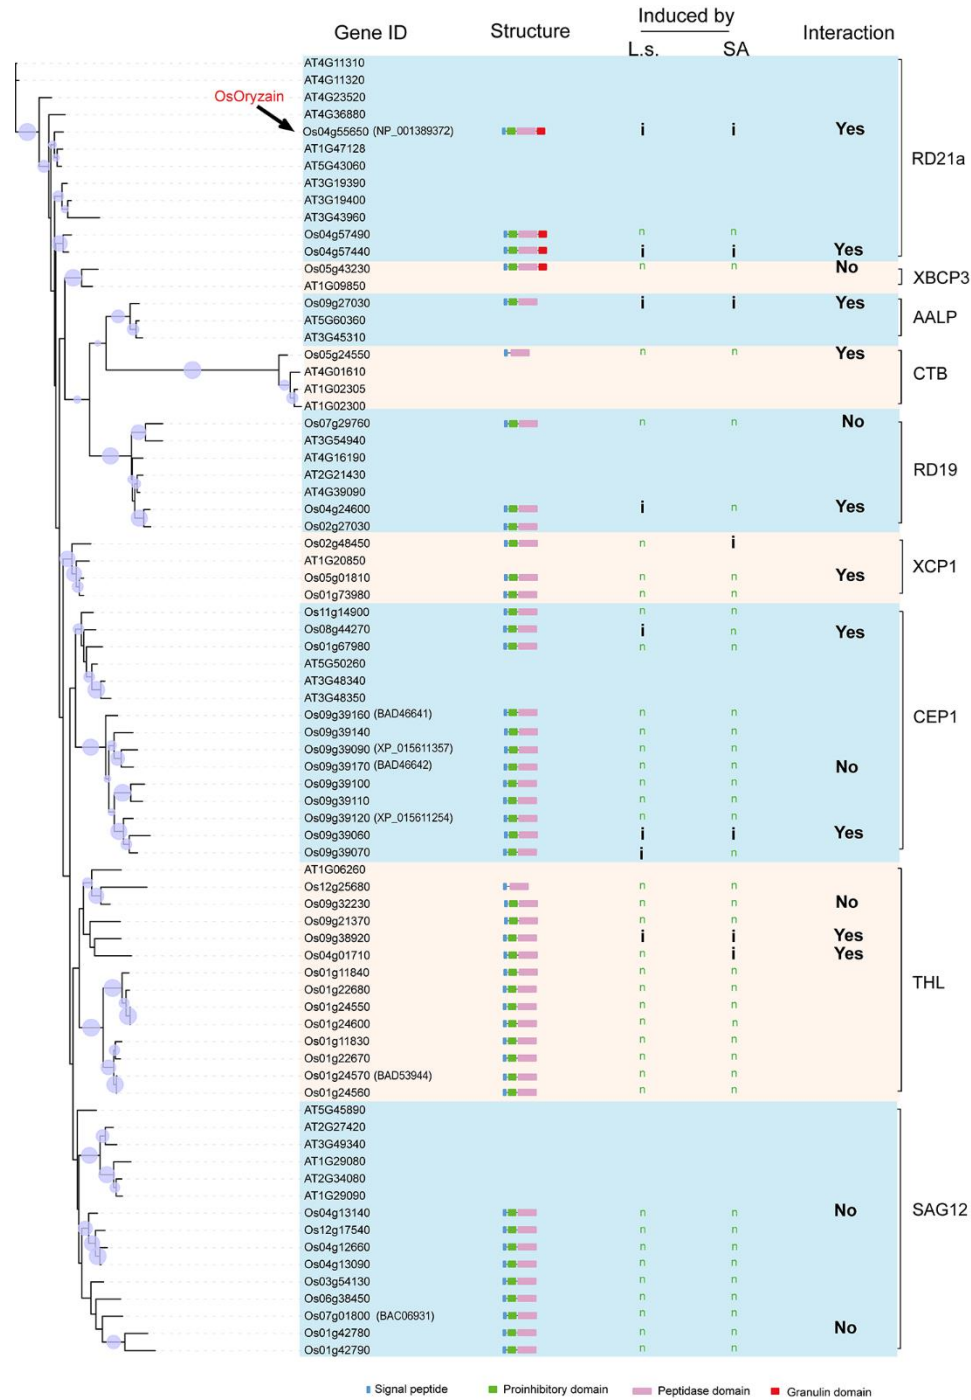 Gene ID Structure Induced by Interaction
L.s. SA
AT4G11310
AT4G11320
OsOryzain AT4G23520
AT4G36880
Os04g55650 (NP_001389372) i i Yes
RD21a
AT1G47128
AT5G43060
AT3G19390
AT3G19400
AT3G43960
Os04g57490 n n
Os04g57440 i i Yes
Os05g43230 n n No
XBCP3
AT1G09850
Os09g27030 i i Yes
AALP
AT5G60360
AT3G45310
Os05g24550 n n Yes
AT4G01610
CTB
AT1G02305
AT1G02300
Os07g29760 n n No
AT3G54940
AT4G16190
RD19
AT2G21430
AT4G39090
Os04g24600 i n Yes
Os02g27030
Os02g48450 n i
AT1G20850
XCP1
Os05g01810 n n Yes
Os01g73980 n n
Os11g14900 n n
Os08g44270 i n Yes
Os01g67980 n n
AT5G50260
AT3G48340
AT3G48350
Os09g39160 (BAD46641) n n
CEP1
Os09g39140 n n
Os09g39090 (XP_015611357) n n
Os09g39170 (BAD46642) n n No
Os09g39100 n n
Os09g39110 n n
Os09g39120 (XP_015611254) n n
Os09g39060 i i Yes
Os09g39070 i n
AT1G06260
Os12g25680 n n
Os09g32230 n n No
Os09g21370 n n
Os09g38920 i i Yes
Os04g01710 n i Yes
Os01g11840 n n
THL
Os01g22680 n n
Os01g24550 n n
Os01g24600 n n
Os01g11830 n n
Os01g22670 n n
Os01g24570 (BAD53944) n n
Os01g24560 n n
AT5G45890
AT2G27420
AT3G49340
AT1G29080
AT2G34080
AT1G29090
Os04g13140 n n No
SAG12
Os12g17540 n n
Os04g12660 n n
Os04g13090 n n
Os03g54130 n n
Os06g38450 n n
Os07g01800 (BAC06931) n n
Os01g42780 n n No
Os01g42790 n n
Signal peptide Proinhibitory domain Peptidase domain Granulin domain